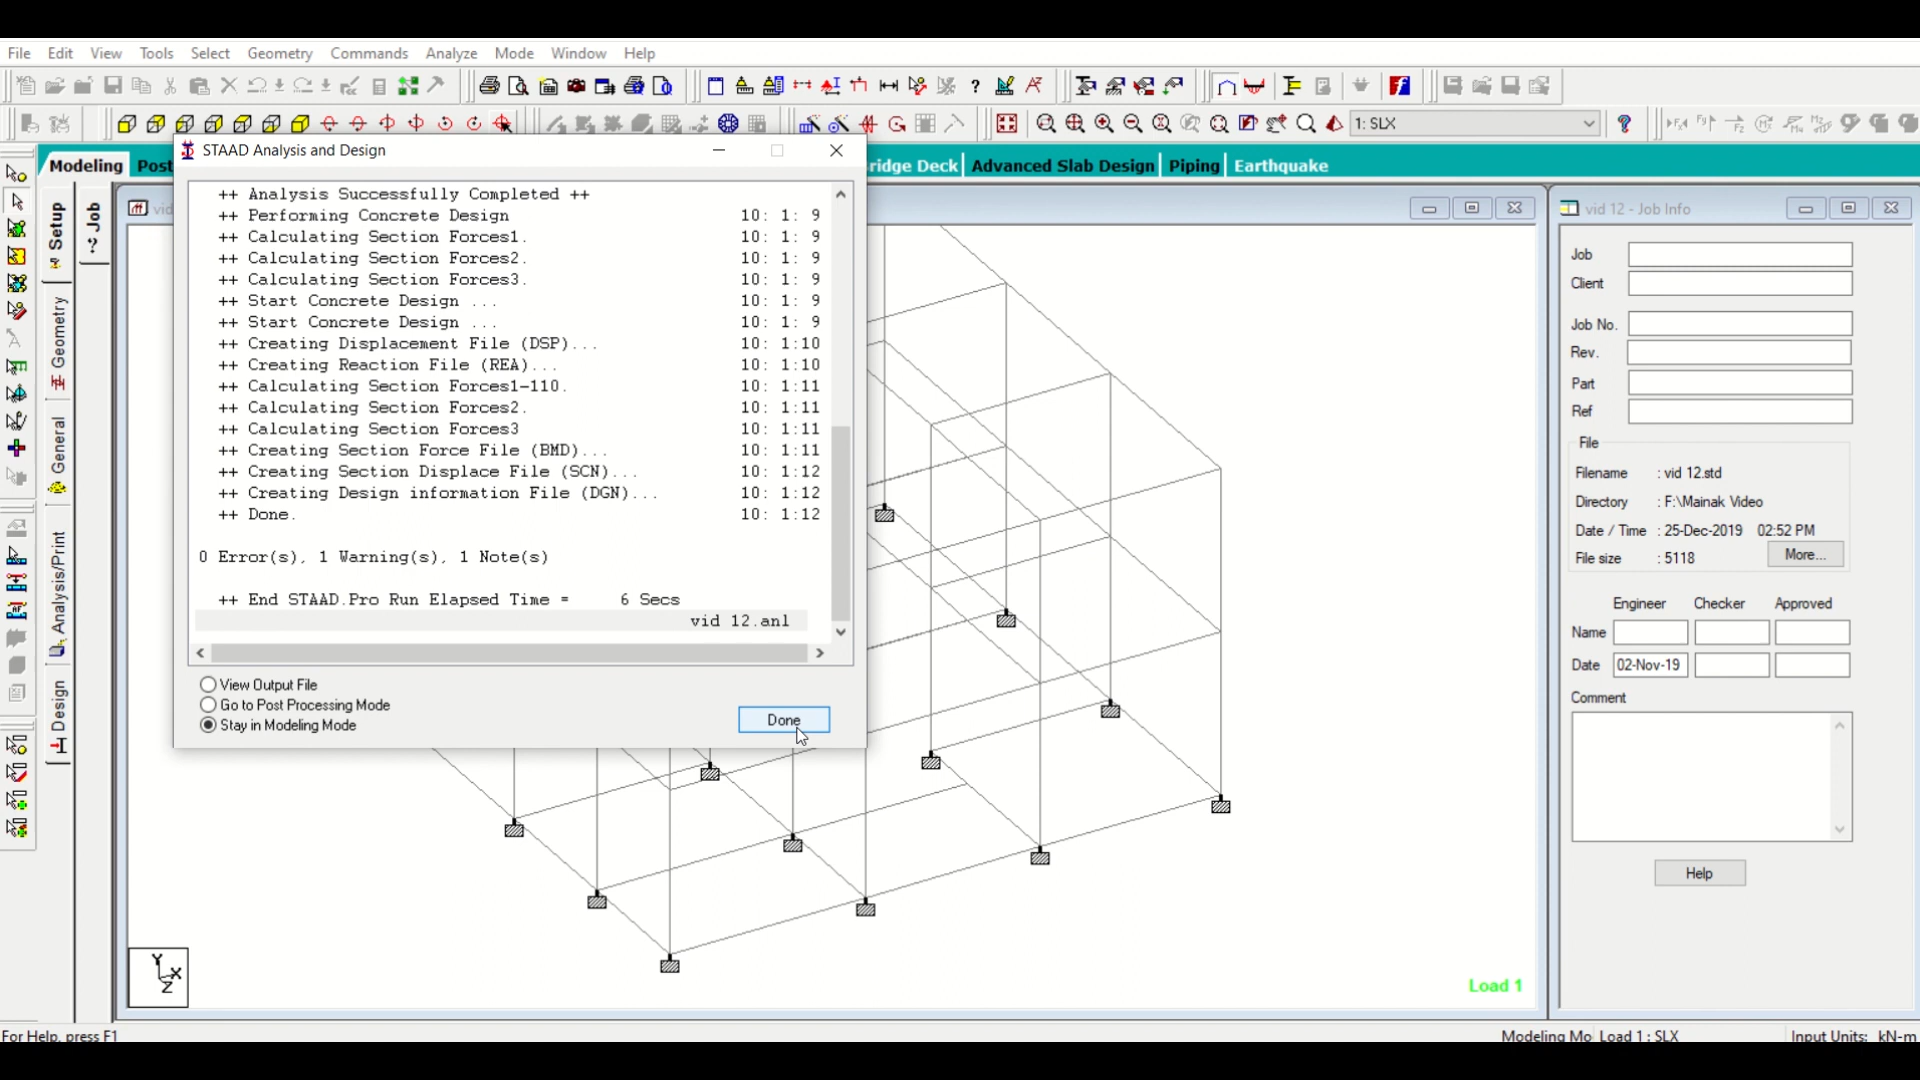 File Edit View Tools Select Geometry Commands Analyze Mode Window Help
1: SLX
Modeling Post
ridge Deck Advanced Slab Design Piping Earthquake
STAAD Analysis and Design
++ Analysis Successfully Completed ++
++ Performing Concrete Design 10: 1: 9
++ Calculating Section Forces1. 10: 1: 9
++ Calculating Section Forces2. 10: 1: 9
++ Calculating Section Forces3. 10: 1: 9
++ Start Concrete Design ... 10: 1: 9
++ Start Concrete Design ... 10: 1: 9
++ Creating Displacement File (DSP)... 10: 1:10
++ Creating Reaction File (REA)... 10: 1:10
++ Calculating Section Forces1-110. 10: 1:11
++ Calculating Section Forces2. 10: 1:11
++ Calculating Section Forces3 10: 1:11
++ Creating Section Force File (BMD)... 10: 1:11
++ Creating Section Displace File (SCN)... 10: 1:12
++ Creating Design information File (DGN)... 10: 1:12
++ Done. 10: 1:12
0 Error(s), 1 Warning(s), 1 Note(s)
++ End STAAD.Pro Run Elapsed Time = 6 Secs
vid 12.anl
View Output File
Go to Post Processing Mode
Stay in Modeling Mode
Done
Setup
Geometry
General
Analysis/Print
Design
Job
vid
Y X Z
Load 1
vid 12 - Job Info
Job
Client
Job No.
Rev.
Part
Ref
File
Filename : vid 12.std
Directory : F:\Mainak Video
Date / Time : 25-Dec-2019 02:52 PM
File size : 5118 More...
Engineer Checker Approved
Name
Date 02-Nov-19
Comment
Help
For Help, press F1
Modeling Mo Load 1 : SLX Input Units: kN-m